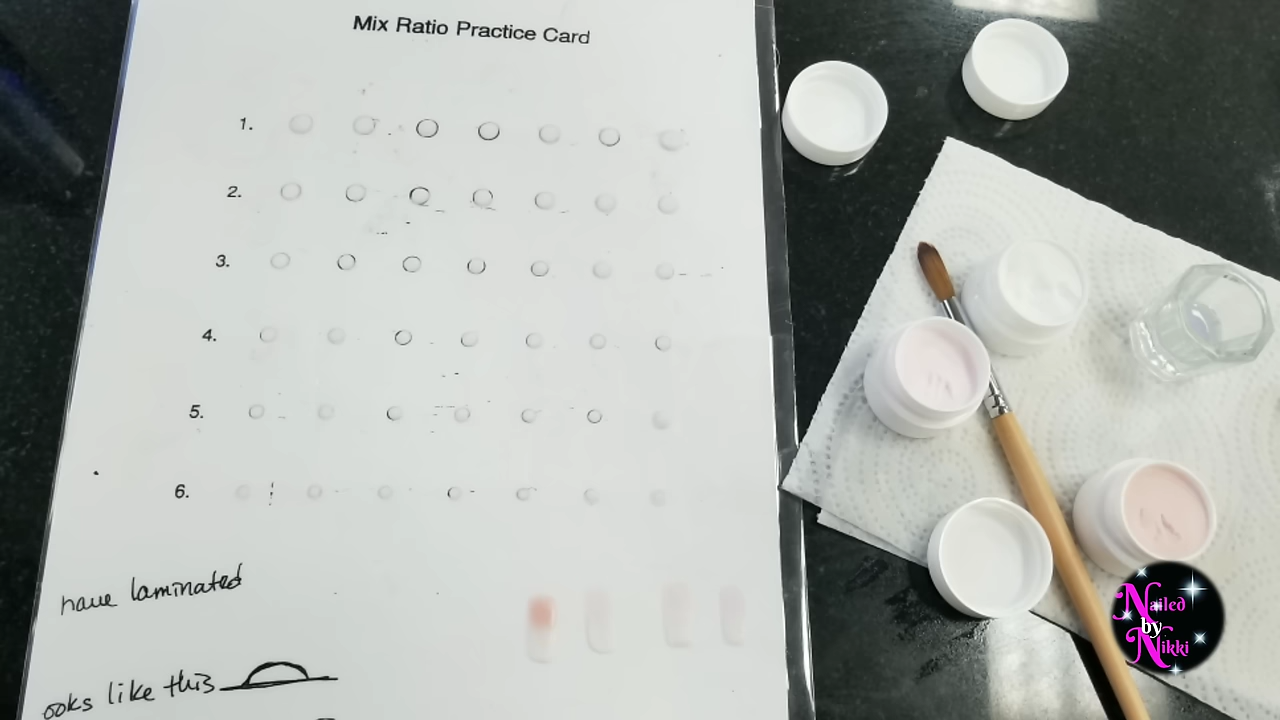 Mix Ratio Practice Card
1.
2.
3.
4.
5.
6.
have laminated
ooks like this
Nailed
by
Nikki